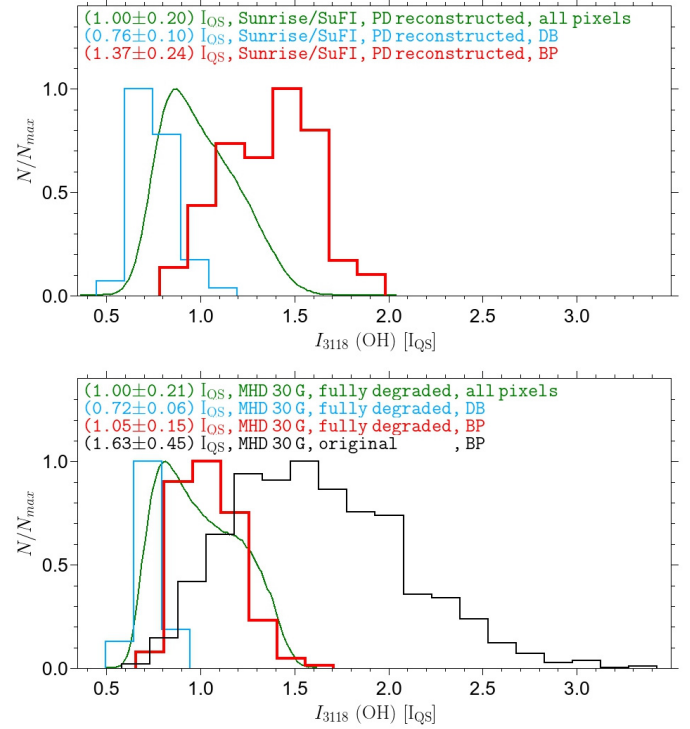 (1.00±0.20) I_QS, Sunrise/SuFI, PD reconstructed, all pixels
(0.76±0.10) I_QS, Sunrise/SuFI, PD reconstructed, DB
(1.37±0.24) I_QS, Sunrise/SuFI, PD reconstructed, BP
1.0
N/N_max
0.5
0.0
0.5 1.0 1.5 2.0 2.5 3.0
I_3118 (OH) [I_QS]
(1.00±0.21) I_QS, MHD 30 G, fully degraded, all pixels
(0.72±0.06) I_QS, MHD 30 G, fully degraded, DB
(1.05±0.15) I_QS, MHD 30 G, fully degraded, BP
(1.63±0.45) I_QS, MHD 30 G, original , BP
1.0
N/N_max
0.5
0.0
0.5 1.0 1.5 2.0 2.5 3.0
I_3118 (OH) [I_QS]